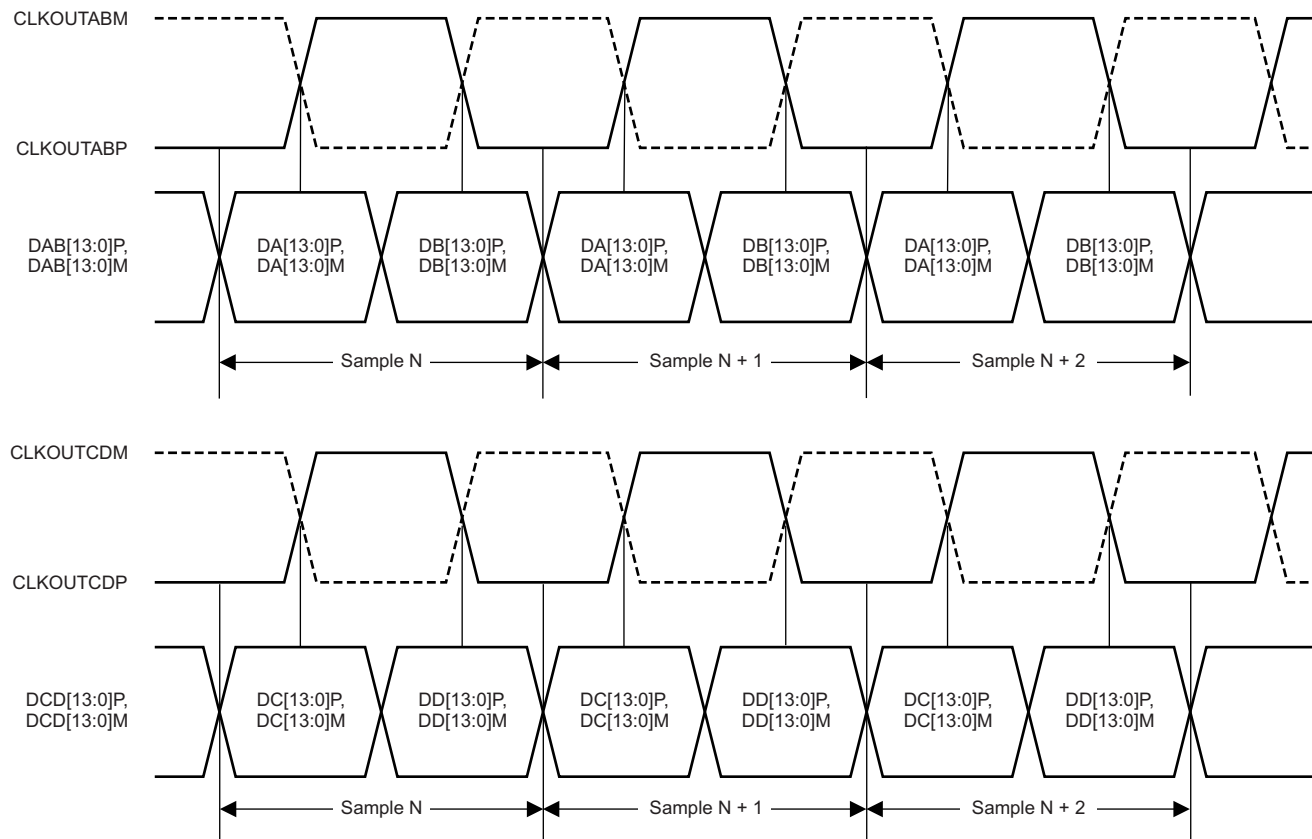 CLKOUTABM
CLKOUTABP
DAB[13:0]P,
DAB[13:0]M
DA[13:0]P,
DA[13:0]M
DB[13:0]P,
DB[13:0]M
DA[13:0]P,
DA[13:0]M
DB[13:0]P,
DB[13:0]M
DA[13:0]P,
DA[13:0]M
DB[13:0]P,
DB[13:0]M
Sample N
Sample N + 1
Sample N + 2
CLKOUTCDM
CLKOUTCDP
DCD[13:0]P,
DCD[13:0]M
DC[13:0]P,
DC[13:0]M
DD[13:0]P,
DD[13:0]M
DC[13:0]P,
DC[13:0]M
DD[13:0]P,
DD[13:0]M
DC[13:0]P,
DC[13:0]M
DD[13:0]P,
DD[13:0]M
Sample N
Sample N + 1
Sample N + 2